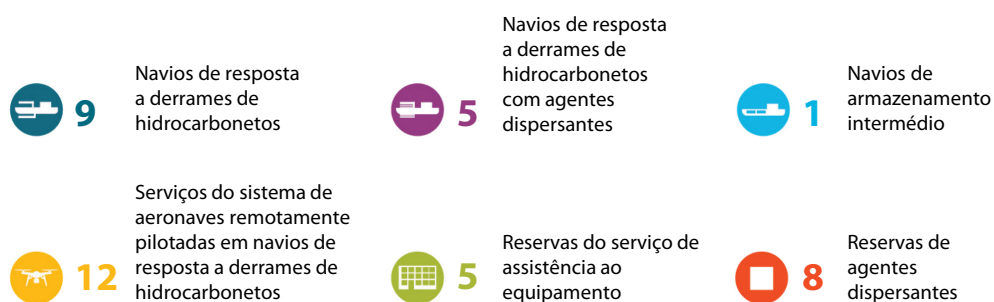 9
Navios de resposta
a derrames de
hidrocarbonetos
5
Navios de resposta
a derrames de
hidrocarbonetos
com agentes
dispersantes
1
Navios de
armazenamento
intermédio
12
Serviços do sistema de
aeronaves remotamente
pilotadas em navios de
resposta a derrames de
hidrocarbonetos
5
Reservas do serviço de
assistência ao
equipamento
8
Reservas de
agentes
dispersantes